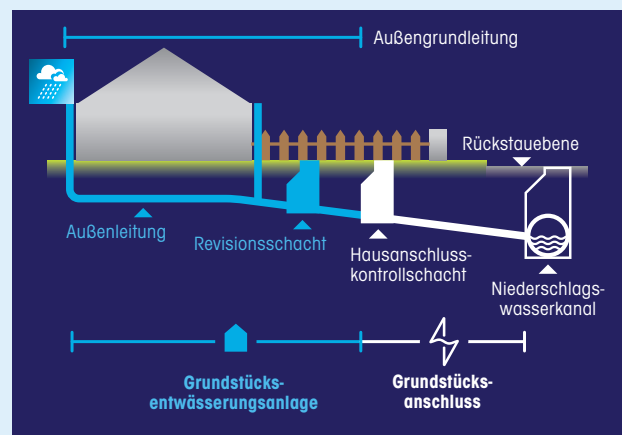 Außengrundleitung
Rückstauebene
Außenleitung
Revisionsschacht
Hausanschluss-
kontrollschacht
Niederschlags-
wasserkanal
Grundstücks-
entwässerungsanlage
Grundstücks-
anschluss